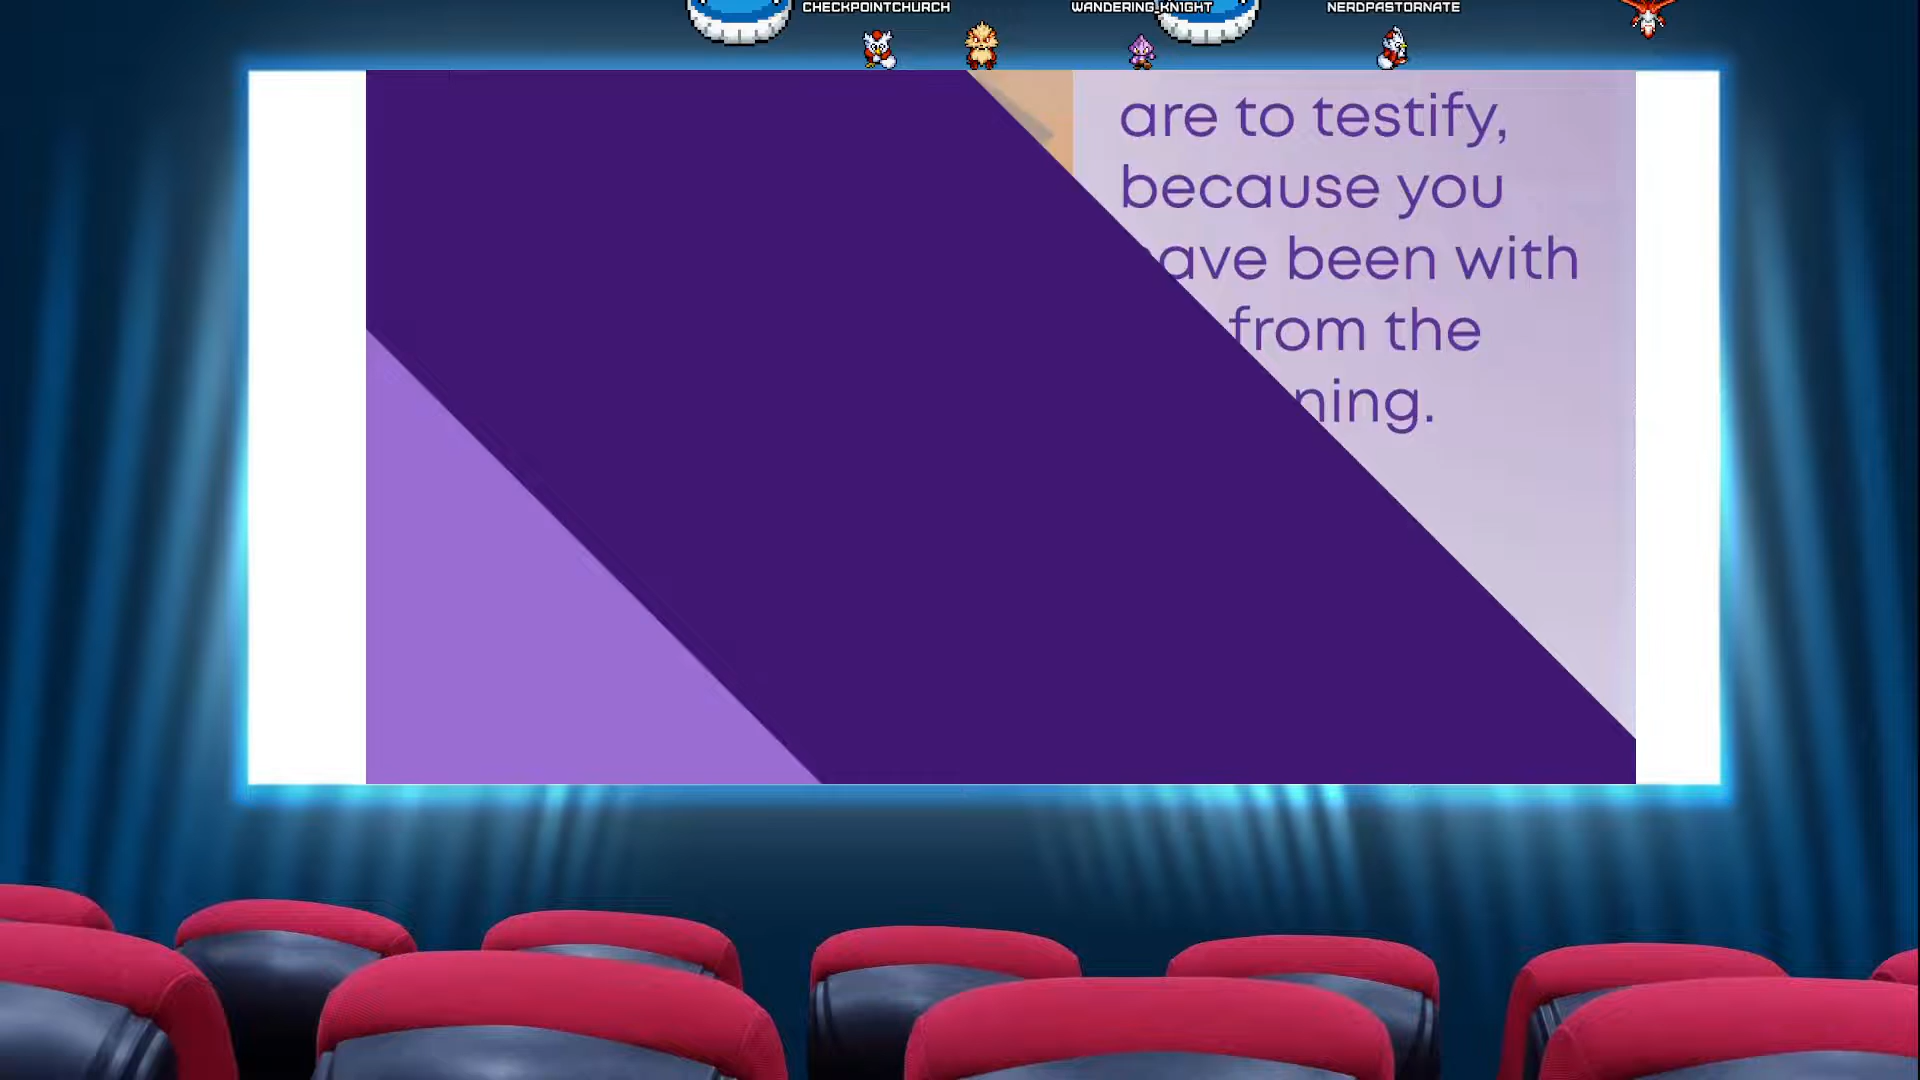 CHECKPOINTCHURCH WANDERING_KN1GHT NERDPASTORNATE
are to testify,
because you
ave been with
from the
ning.